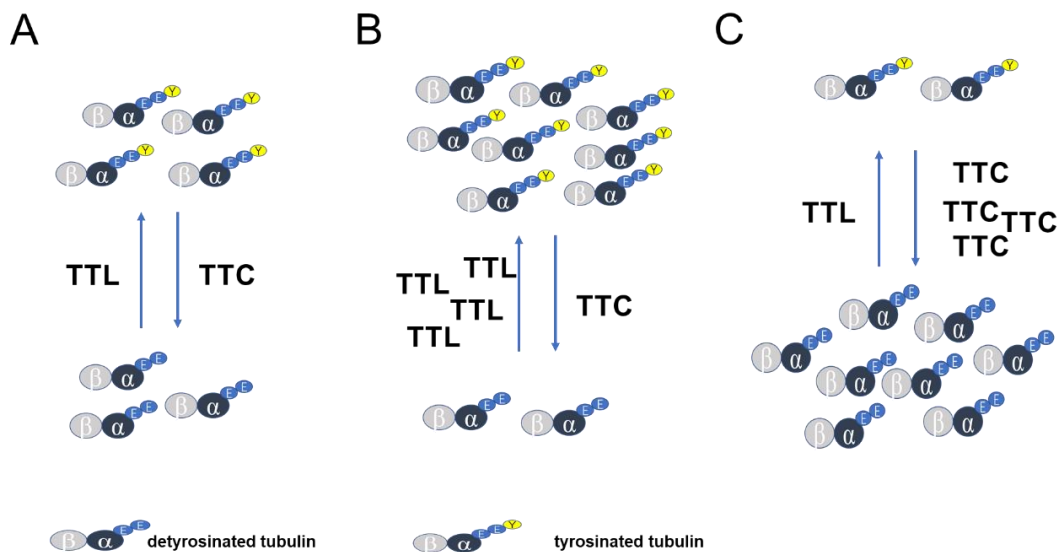 A
β α E E Y
β α E E Y
β α E E Y
β α E E Y
TTL
TTC
β α E E
β α E E
β α E E
B
β α E E Y
β α E E Y
β α E E Y
β α E E Y
β α E E Y
β α E E Y
β α E E Y
β α E E Y
TTL
TTL
TTL
TTL
TTC
β α E E
β α E E
C
β α E E Y
β α E E Y
TTL
TTC
TTC
TTC
TTC
β α E E
β α E E
β α E E
β α E E
β α E E
β α E E
β α E E
β α E E
β α E E detyrosinated tubulin
β α E E Y tyrosinated tubulin